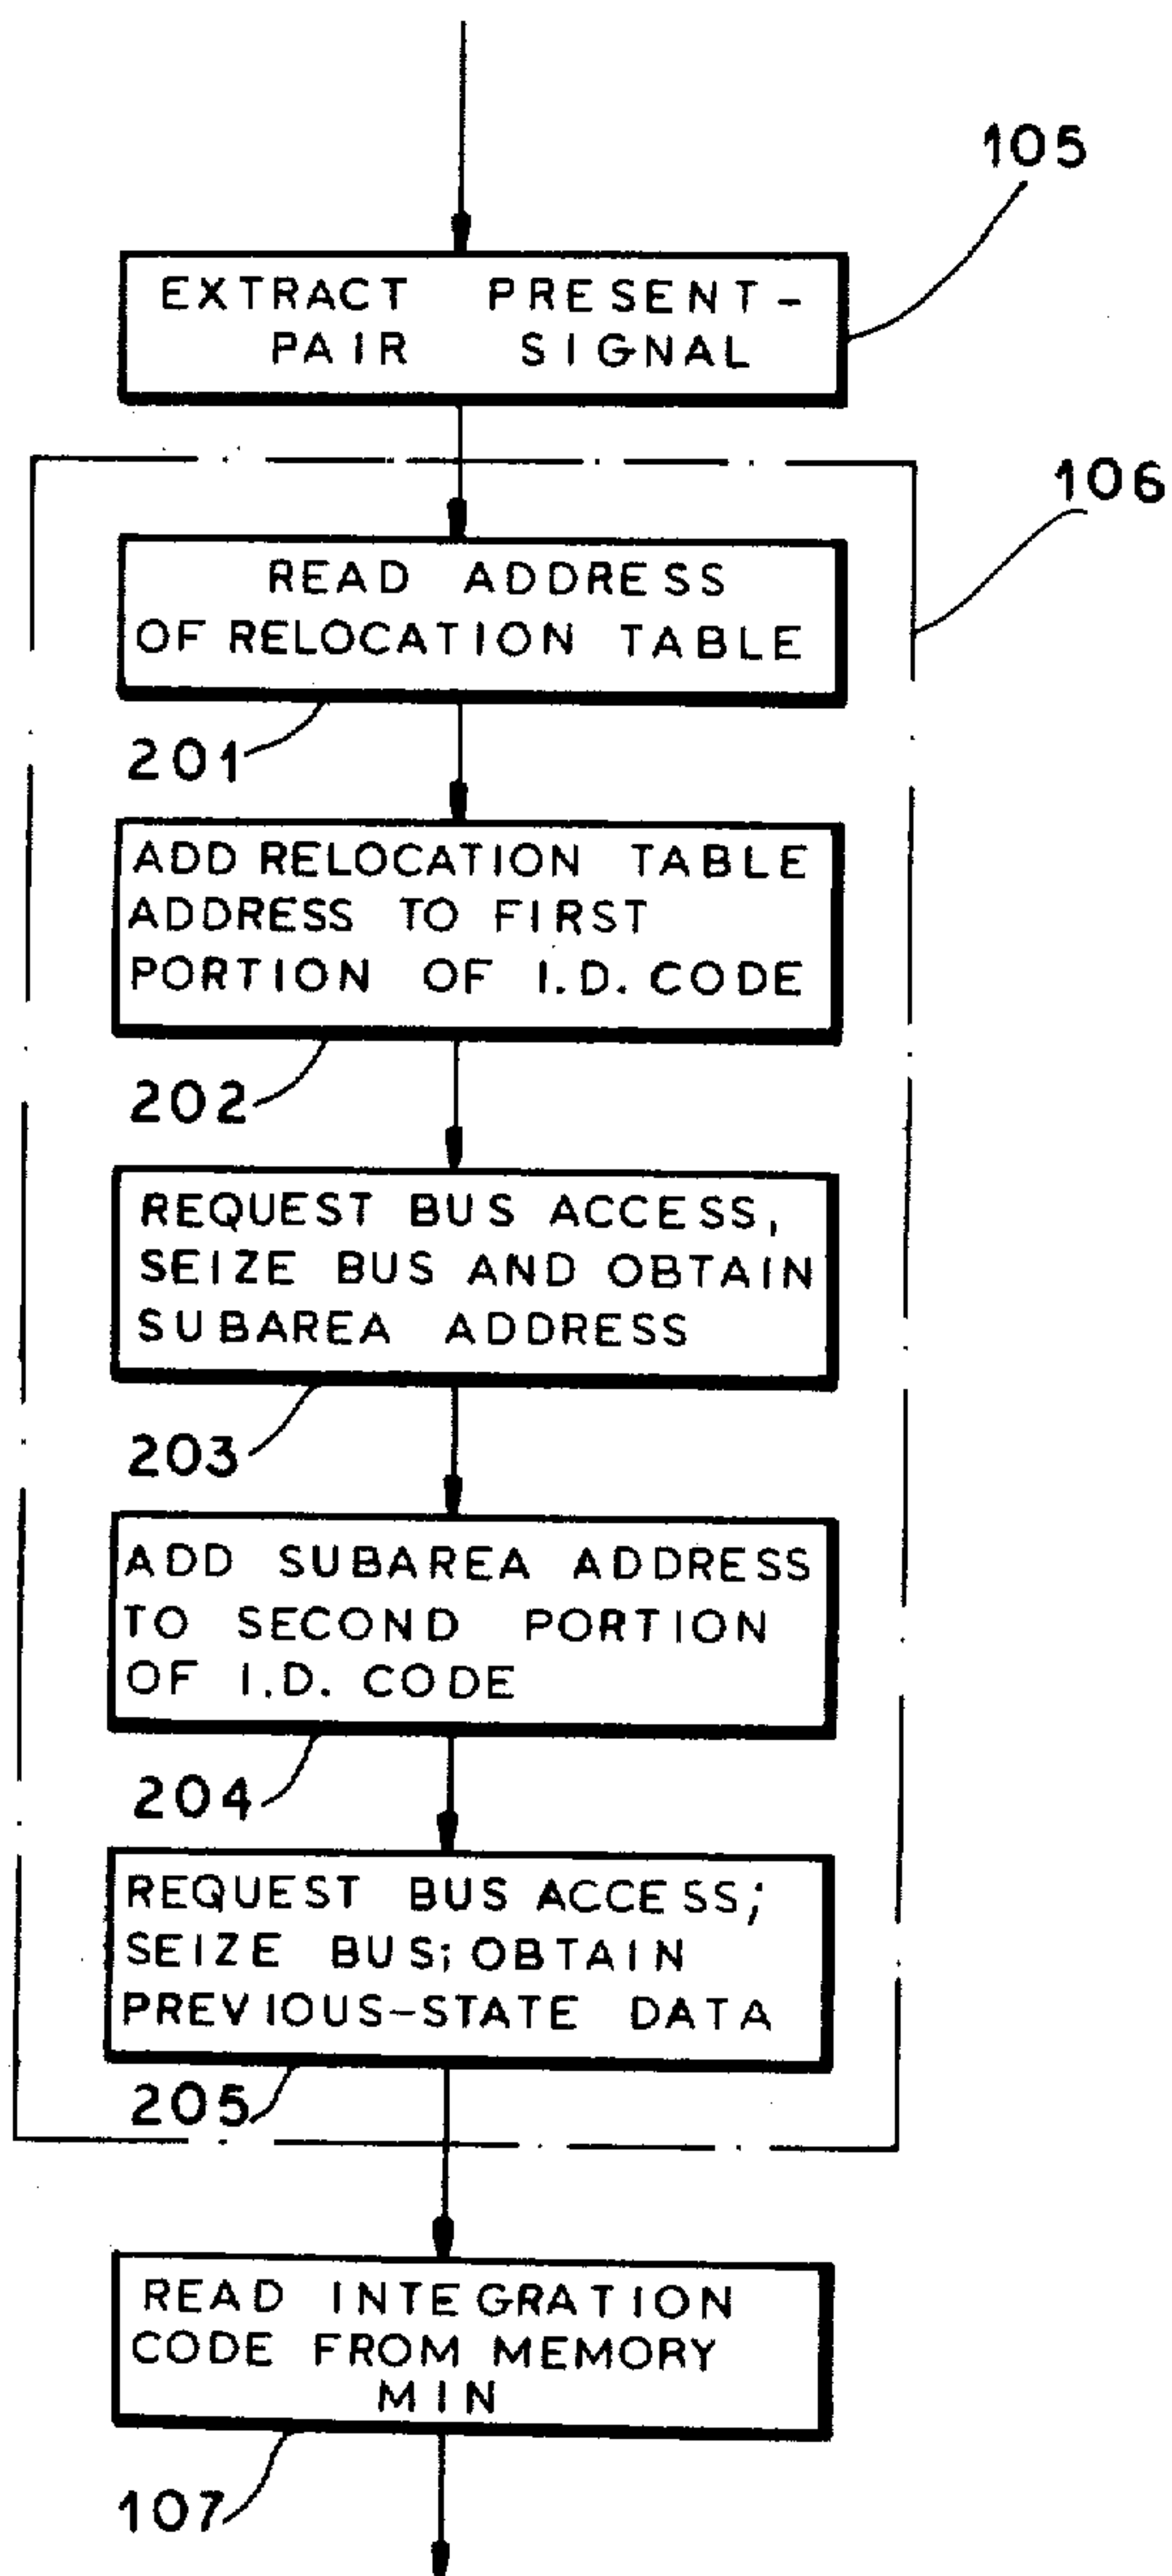 105
EXTRACT PRESENT-
PAIR SIGNAL
106
READ ADDRESS
OF RELOCATION TABLE
201
ADD RELOCATION TABLE
ADDRESS TO FIRST
PORTION OF I.D. CODE
202
REQUEST BUS ACCESS,
SEIZE BUS AND OBTAIN
SUBAREA ADDRESS
203
ADD SUBAREA ADDRESS
TO SECOND PORTION
OF I.D. CODE
204
REQUEST BUS ACCESS;
SEIZE BUS; OBTAIN
PREVIOUS-STATE DATA
205
READ INTEGRATION
CODE FROM MEMORY
MIN
107